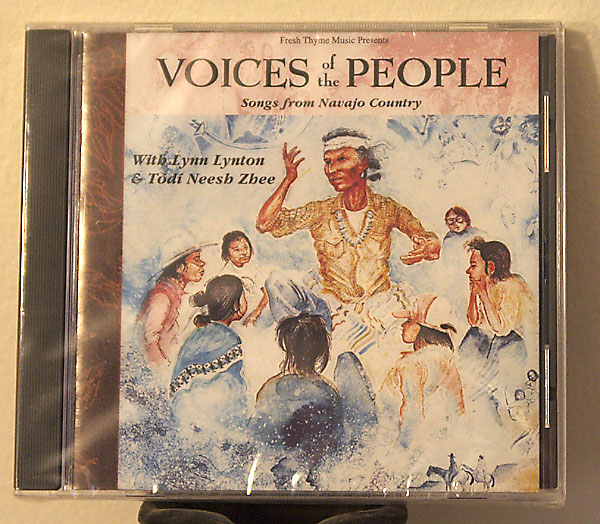 Fresh Thyme Music Presents
VOICES of the PEOPLE
Songs from Navajo Country
With Lynn Lynton
& Todi Neesh Zhee